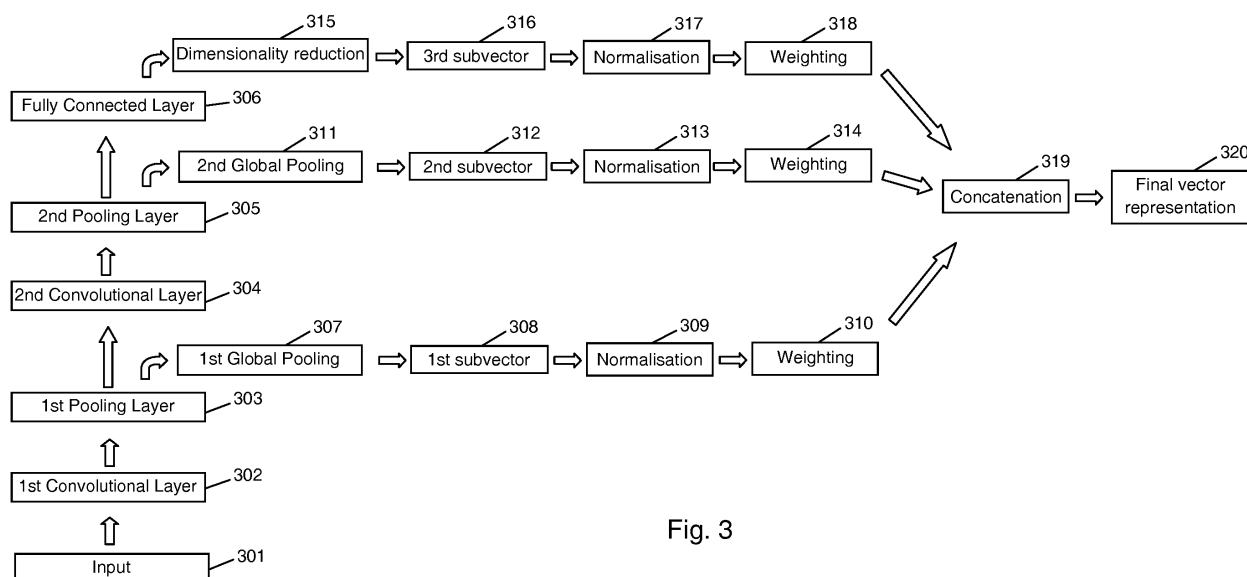 315
316
317
318
Dimensionality reduction
3rd subvector
Normalisation
Weighting
Fully Connected Layer
306
311
312
313
314
2nd Global Pooling
2nd subvector
Normalisation
Weighting
319
320
2nd Pooling Layer
305
Concatenation
Final vector
representation
2nd Convolutional Layer
304
307
308
309
310
1st Global Pooling
1st subvector
Normalisation
Weighting
1st Pooling Layer
303
1st Convolutional Layer
302
Fig. 3
Input
301